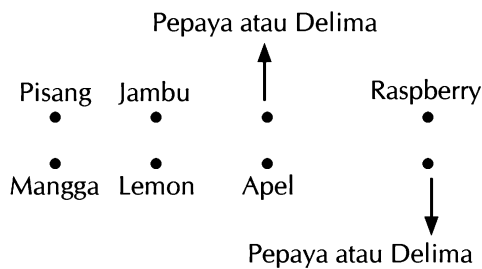 Pepaya atau Delima
Pisang Jambu Raspberry
Mangga Lemon Apel
Pepaya atau Delima